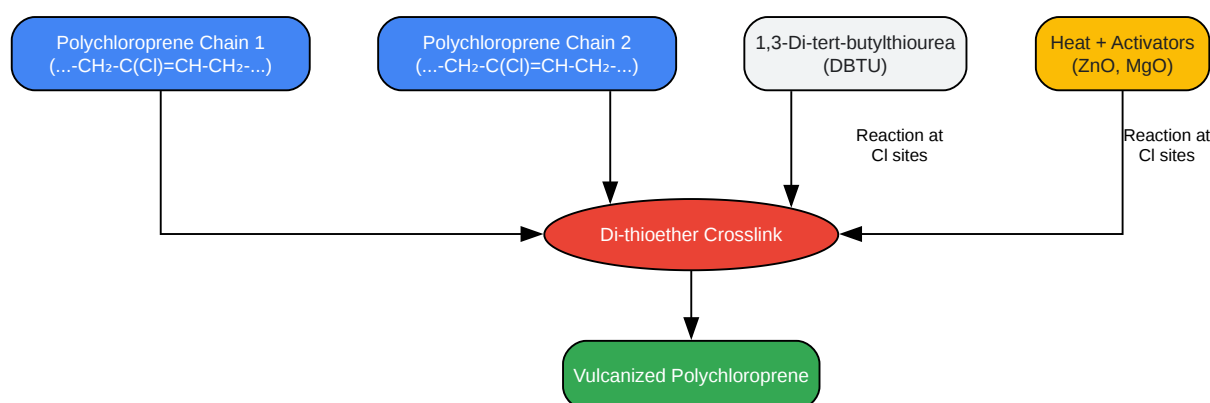 Polychloroprene Chain 1
(...-CH₂-C(Cl)=CH-CH₂-...)
Polychloroprene Chain 2
(...-CH₂-C(Cl)=CH-CH₂-...)
1,3-Di-tert-butylthiourea
(DBTU)
Heat + Activators
(ZnO, MgO)
Reaction at
Cl sites
Reaction at
Cl sites
Di-thioether Crosslink
Vulcanized Polychloroprene